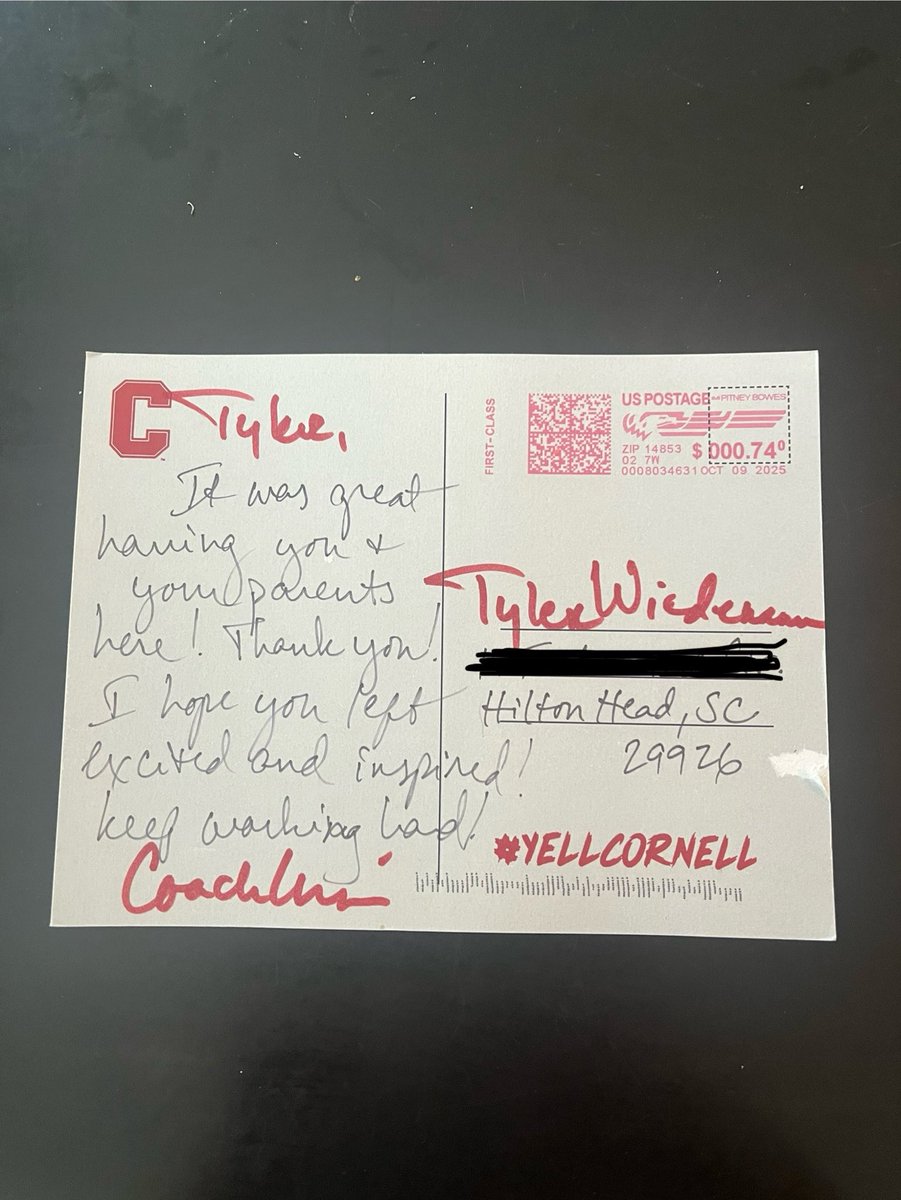 C
Tyler,
It was great
having you &
your parents
here! Thank you!
I hope you left
excited and inspired!
keep working hard!
Coach
FIRST-CLASS
US POSTAGE PITNEY BOWES
ZIP 14853
02 7W
$ 000.74⁰
0008034631 OCT 09 2025
Tyler Wiedemann
Hilton Head, SC
29926
#YELLCORNELL